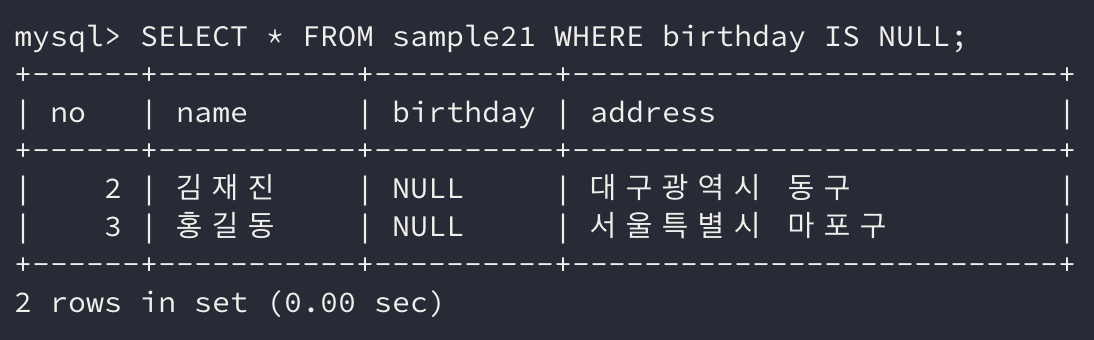 mysql> SELECT * FROM sample21 WHERE birthday IS NULL;
+------+-----------+----------+---------------------------+
| no   | name      | birthday | address                   |
+------+-----------+----------+---------------------------+
|    2 | 김재진    | NULL     | 대구광역시 동구           |
|    3 | 홍길동    | NULL     | 서울특별시 마포구         |
+------+-----------+----------+---------------------------+
2 rows in set (0.00 sec)